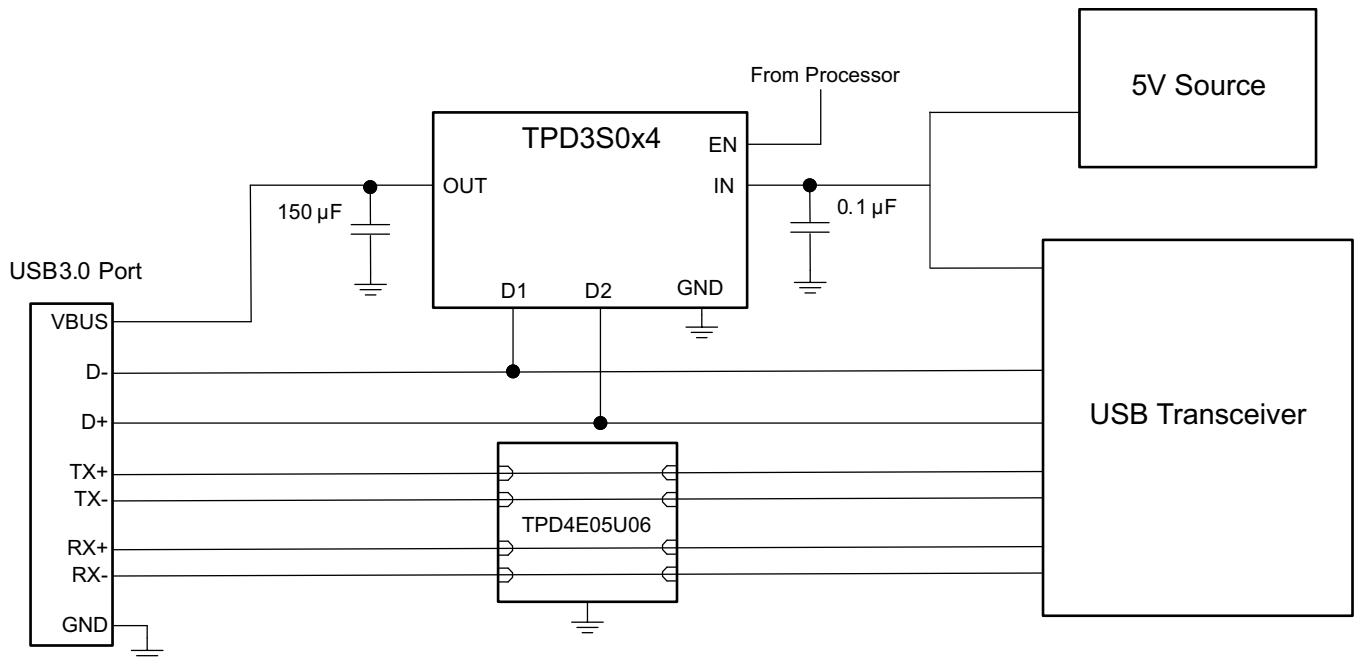 5V Source
From Processor
TPD3S0x4
EN
OUT
IN
150 µF
0.1 µF
USB3.0 Port
D1
D2
GND
VBUS
D-
D+
USB Transceiver
TX+
TX-
TPD4E05U06
RX+
RX-
GND